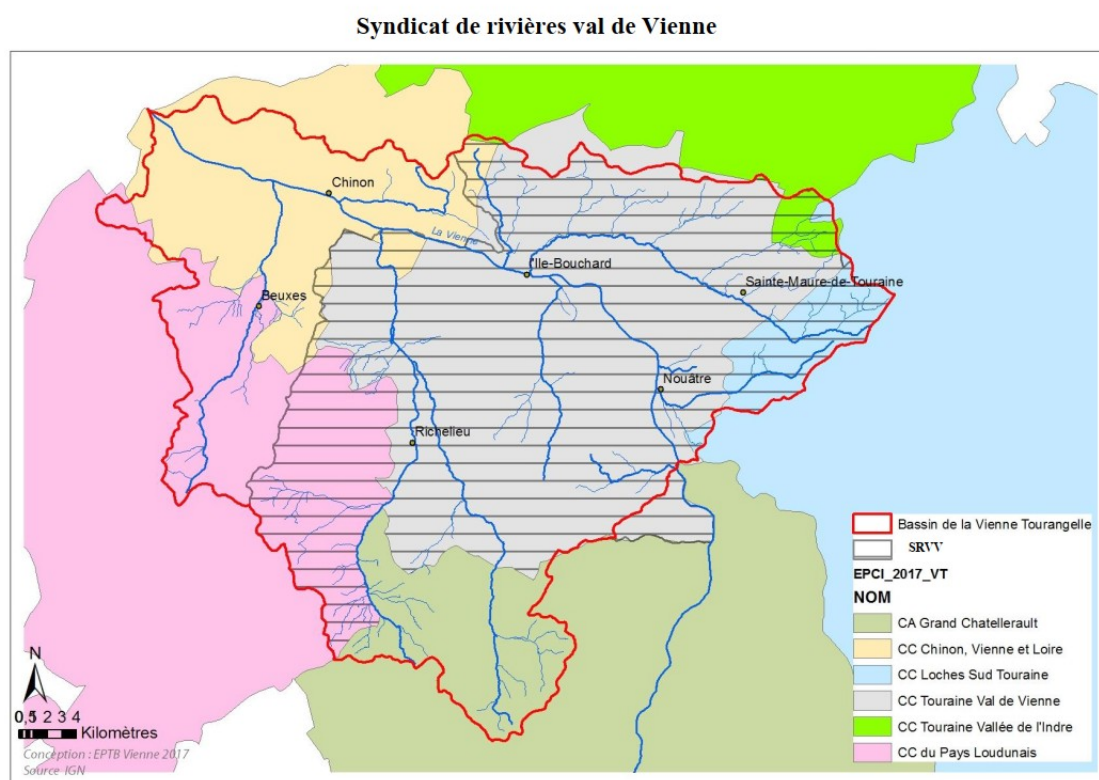 Syndicat de rivières val de Vienne
Chinon
La Vienne
l'Ile-Bouchard
Sainte-Maure-de-Touraine
Beuxes
Nouâtre
Richelieu
Bassin de la Vienne Tourangelle
SRVV
EPCI_2017_VT
NOM
CA Grand Chatellerault
CC Chinon, Vienne et Loire
CC Loches Sud Touraine
CC Touraine Val de Vienne
CC Touraine Vallée de l'Indre
CC du Pays Loudunais
N
0,5 1 2 3 4
Kilomètres
Conception : EPTB Vienne 2017
Source IGN